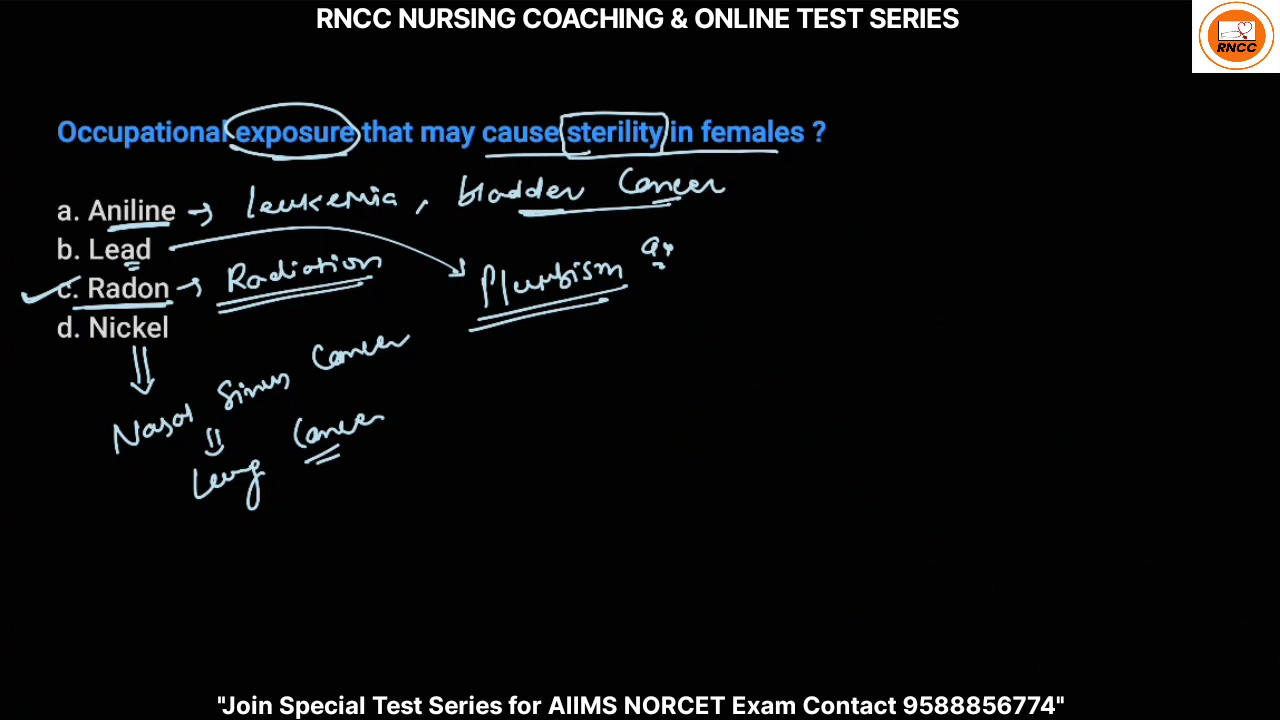 RNCC NURSING COACHING & ONLINE TEST SERIES
RNCC
Occupational exposure that may cause sterility in females ?
a. Aniline → Leukemia, bladder Cancer
b. Lead → Plumbism
c. Radon → Radiation
d. Nickel
Nasal Sinus Cancer
Lung Cancer
"Join Special Test Series for AIIMS NORCET Exam Contact 9588856774"